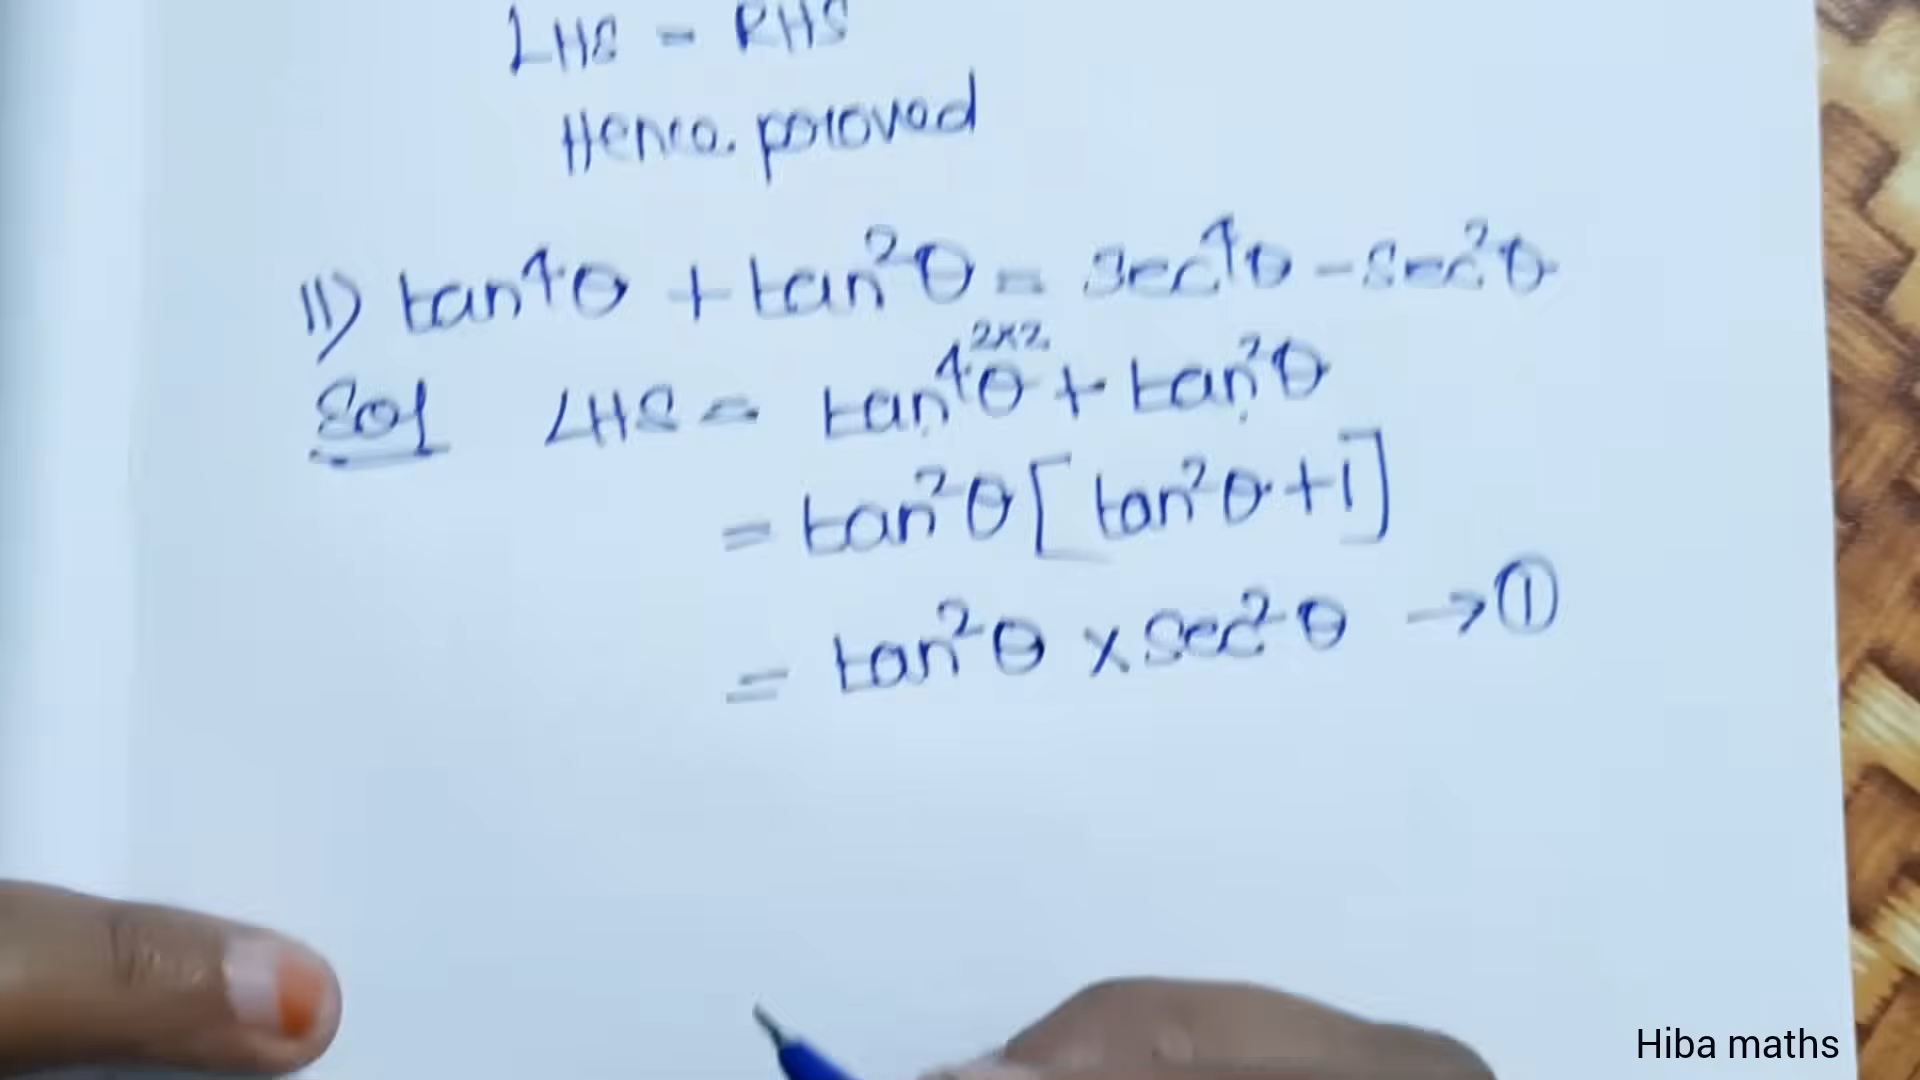 LHS = RHS
Hence proved
ii) tan⁴θ + tan²θ = sec⁴θ - sec²θ
Sol LHS = tan⁴θ + tan²θ
2×2
= tan²θ [tan²θ + 1]
= tan²θ × sec²θ → ①
Hiba maths